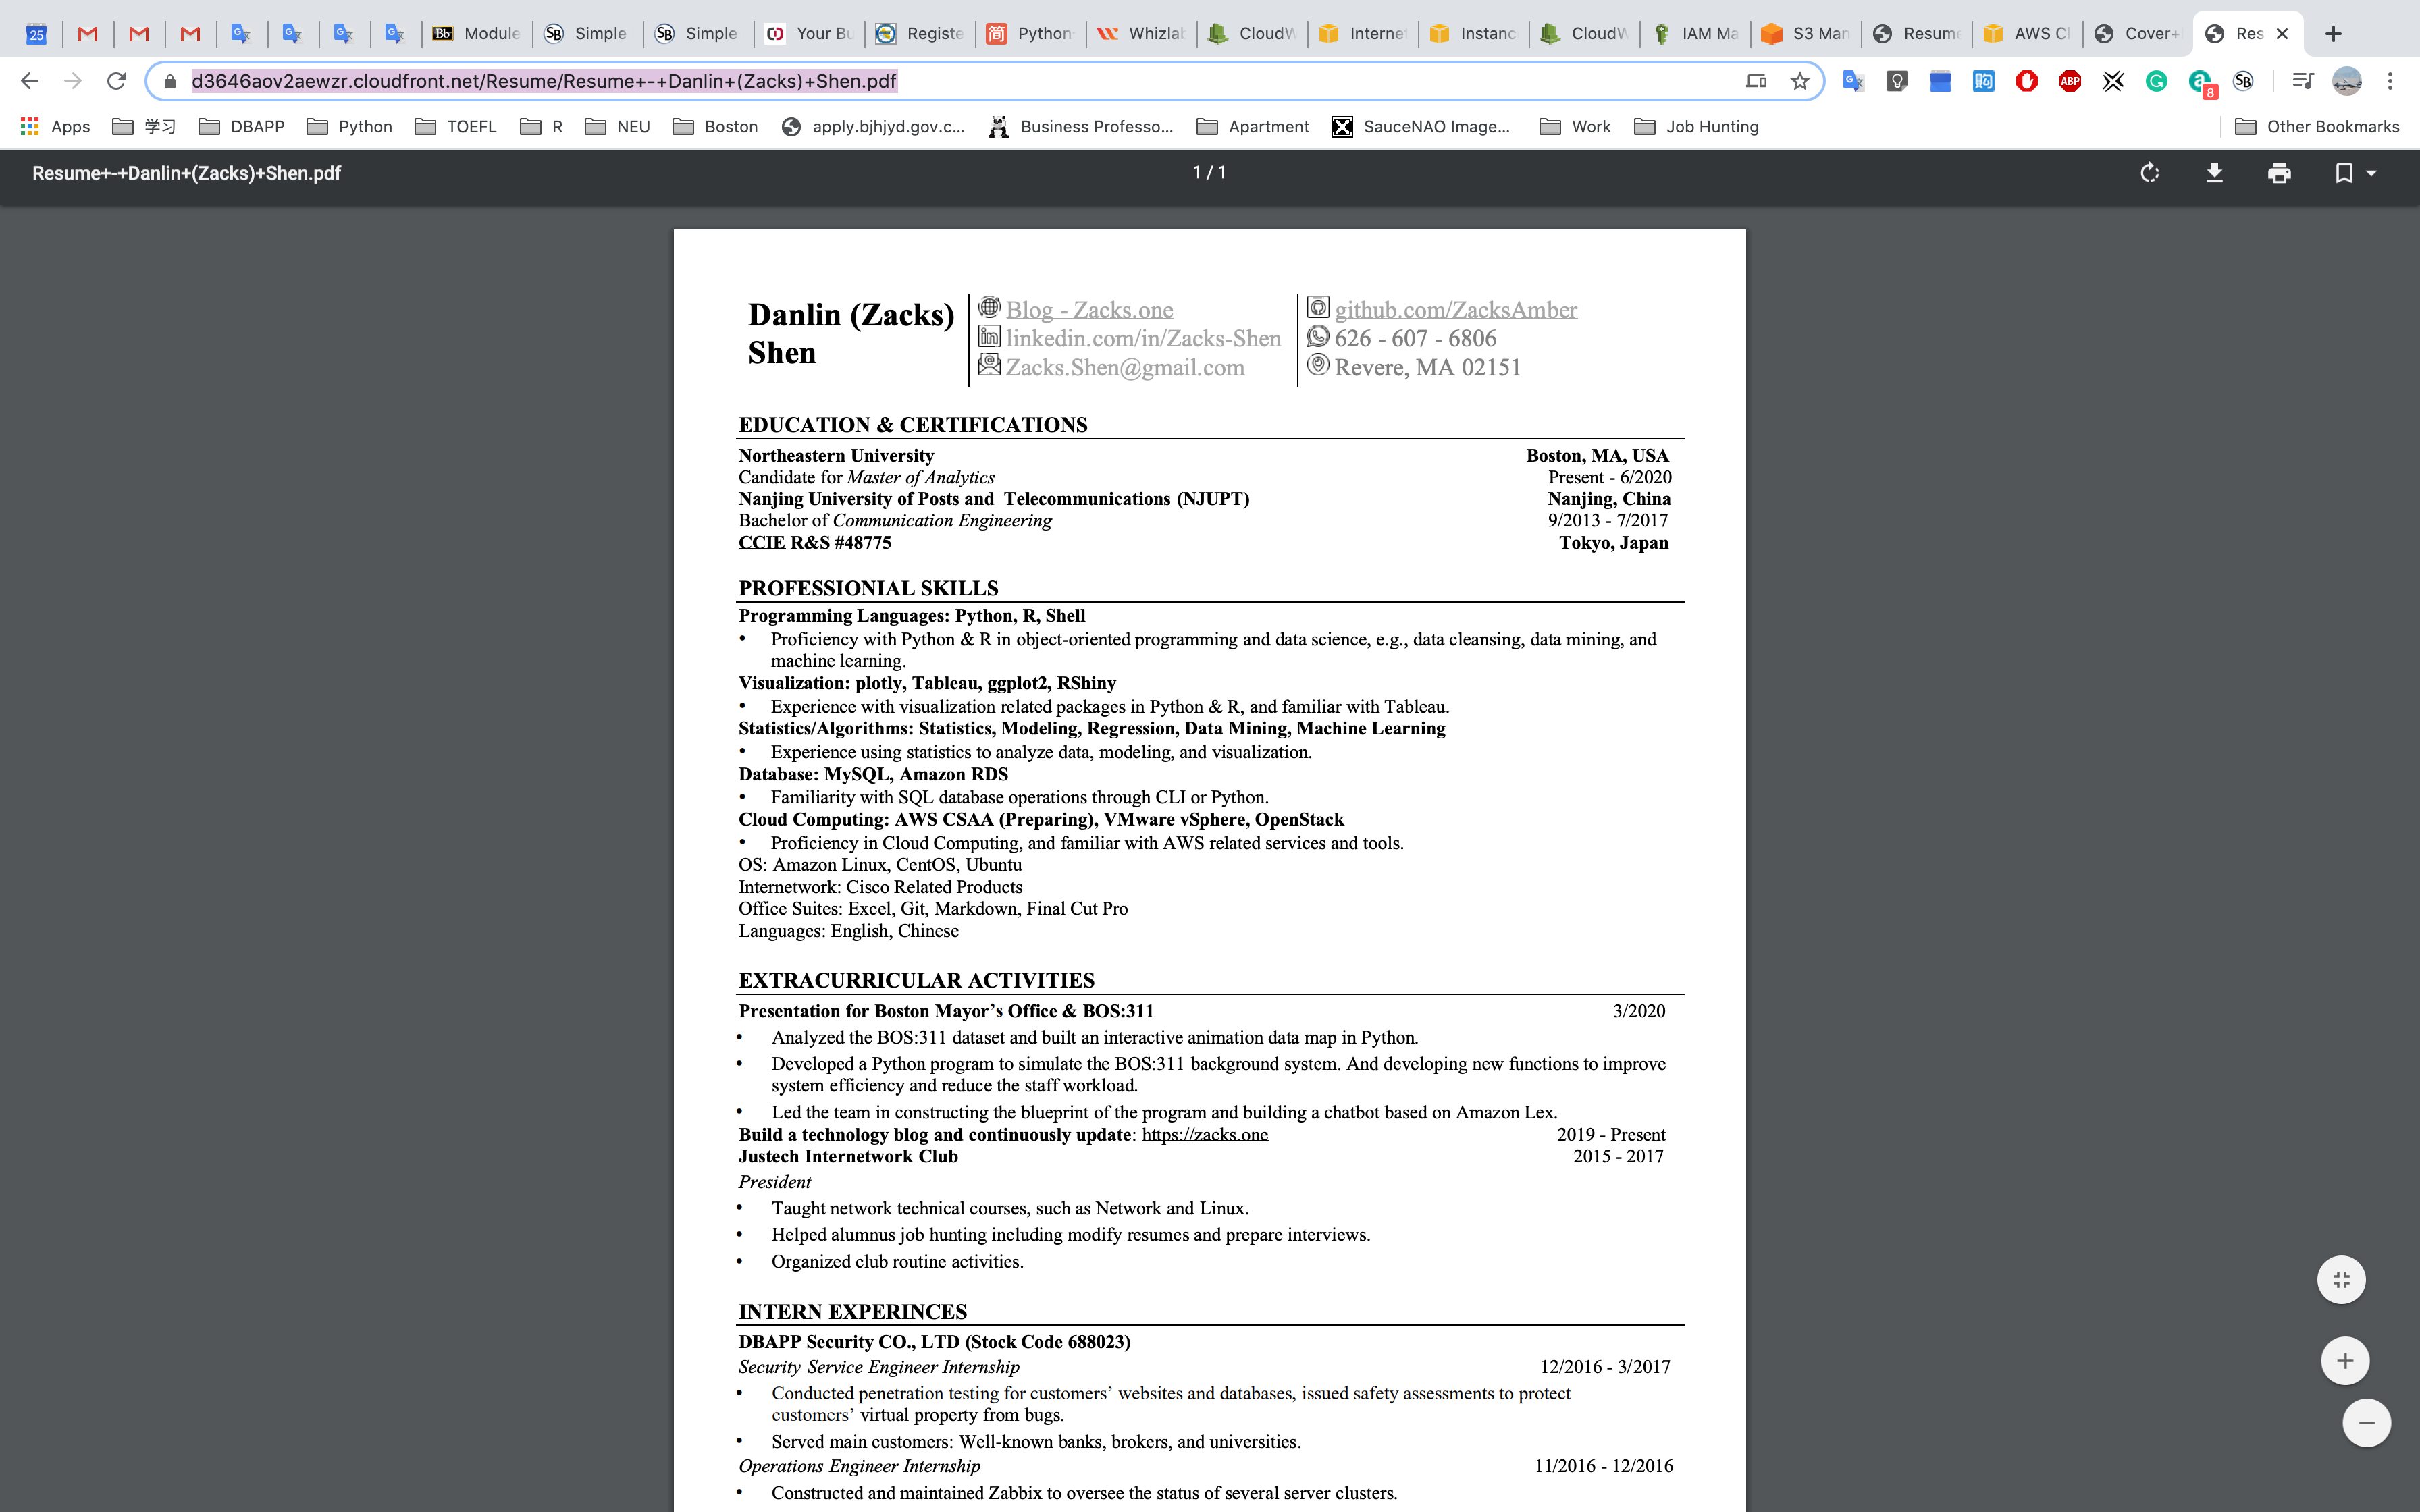 25
Bb Module
SB Simple
SB Simple
Your Bu
Registe
简 Python
Whizlab
CloudW
Internet
Instanc
CloudW
IAM Ma
S3 Man
Resume
AWS Cl
Cover+
Res
d3646aov2aewzr.cloudfront.net/Resume/Resume+-+Danlin+(Zacks)+Shen.pdf
ABP
8
SB
Apps 学习 DBAPP Python TOEFL R NEU Boston apply.bjhjyd.gov.c... Business Professo... Apartment SauceNAO Image... Work Job Hunting Other Bookmarks
Resume+-+Danlin+(Zacks)+Shen.pdf 1 / 1
Danlin (Zacks)
Shen
Blog - Zacks.one
linkedin.com/in/Zacks-Shen
Zacks.Shen@gmail.com
github.com/ZacksAmber
626 - 607 - 6806
Revere, MA 02151
EDUCATION & CERTIFICATIONS
Northeastern University Boston, MA, USA
Candidate for Master of Analytics Present - 6/2020
Nanjing University of Posts and Telecommunications (NJUPT) Nanjing, China
Bachelor of Communication Engineering 9/2013 - 7/2017
CCIE R&S #48775 Tokyo, Japan
PROFESSIONIAL SKILLS
Programming Languages: Python, R, Shell
• Proficiency with Python & R in object-oriented programming and data science, e.g., data cleansing, data mining, and
machine learning.
Visualization: plotly, Tableau, ggplot2, RShiny
• Experience with visualization related packages in Python & R, and familiar with Tableau.
Statistics/Algorithms: Statistics, Modeling, Regression, Data Mining, Machine Learning
• Experience using statistics to analyze data, modeling, and visualization.
Database: MySQL, Amazon RDS
• Familiarity with SQL database operations through CLI or Python.
Cloud Computing: AWS CSAA (Preparing), VMware vSphere, OpenStack
• Proficiency in Cloud Computing, and familiar with AWS related services and tools.
OS: Amazon Linux, CentOS, Ubuntu
Internetwork: Cisco Related Products
Office Suites: Excel, Git, Markdown, Final Cut Pro
Languages: English, Chinese
EXTRACURRICULAR ACTIVITIES
Presentation for Boston Mayor's Office & BOS:311 3/2020
• Analyzed the BOS:311 dataset and built an interactive animation data map in Python.
• Developed a Python program to simulate the BOS:311 background system. And developing new functions to improve
system efficiency and reduce the staff workload.
• Led the team in constructing the blueprint of the program and building a chatbot based on Amazon Lex.
Build a technology blog and continuously update: https://zacks.one 2019 - Present
Justech Internetwork Club 2015 - 2017
President
• Taught network technical courses, such as Network and Linux.
• Helped alumnus job hunting including modify resumes and prepare interviews.
• Organized club routine activities.
INTERN EXPERINCES
DBAPP Security CO., LTD (Stock Code 688023)
Security Service Engineer Internship 12/2016 - 3/2017
• Conducted penetration testing for customers' websites and databases, issued safety assessments to protect
customers' virtual property from bugs.
• Served main customers: Well-known banks, brokers, and universities.
Operations Engineer Internship 11/2016 - 12/2016
• Constructed and maintained Zabbix to oversee the status of several server clusters.